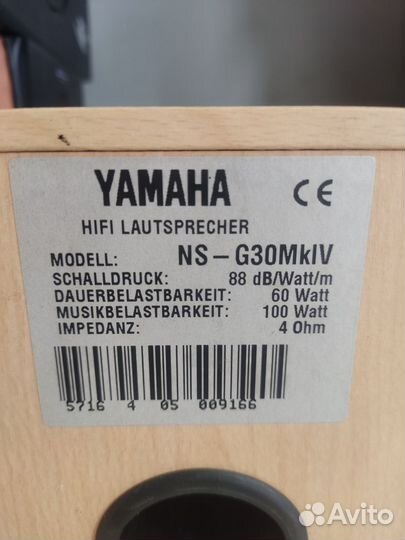 YAMAHA CE
HIFI LAUTSPRECHER
MODELL: NS-G30MkIV
SCHALLDRUCK: 88 dB/Watt/m
DAUERBELASTBARKEIT: 60 Watt
MUSIKBELASTBARKEIT: 100 Watt
IMPEDANZ: 4 Ohm
5716 4 05 009166
Avito